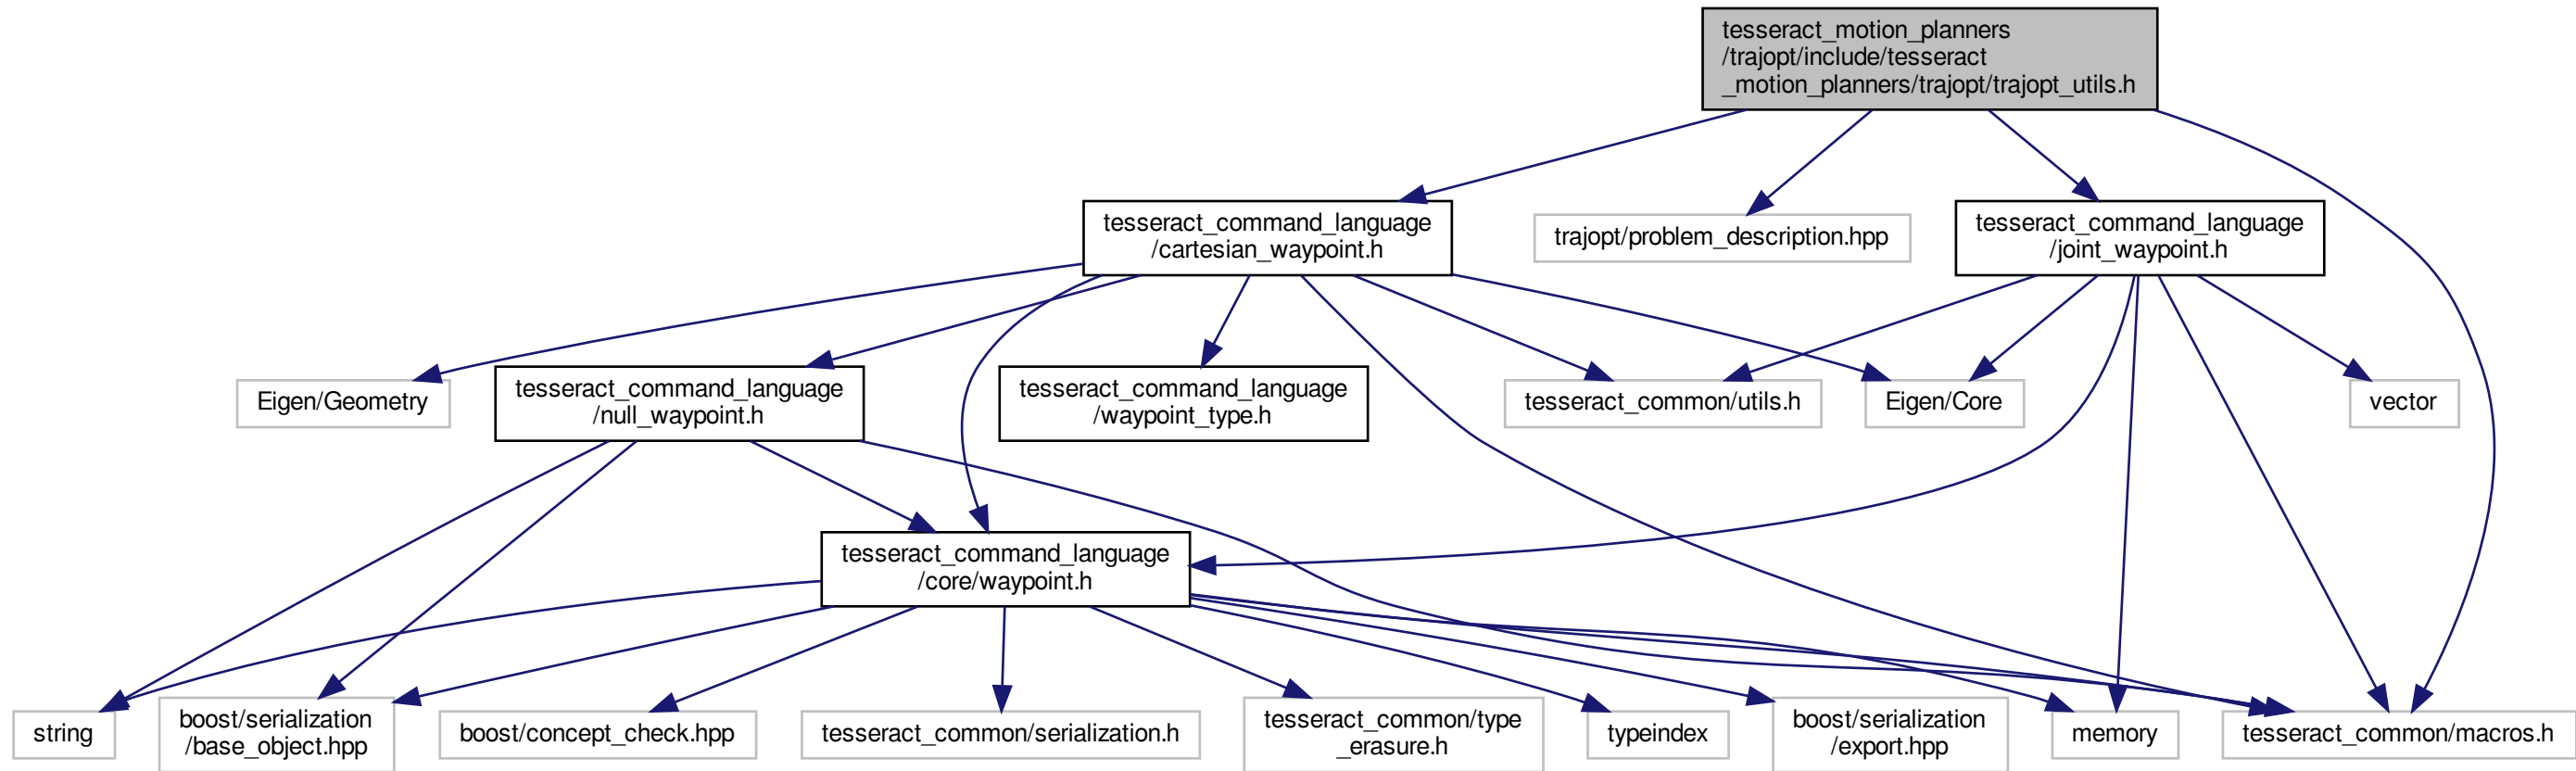 tesseract_motion_planners
/trajopt/include/tesseract
_motion_planners/trajopt/trajopt_utils.h
tesseract_command_language
/cartesian_waypoint.h
trajopt/problem_description.hpp
tesseract_command_language
/joint_waypoint.h
Eigen/Geometry
tesseract_command_language
/null_waypoint.h
tesseract_command_language
/waypoint_type.h
tesseract_common/utils.h
Eigen/Core
vector
tesseract_command_language
/core/waypoint.h
string
boost/serialization
/base_object.hpp
boost/concept_check.hpp
tesseract_common/serialization.h
tesseract_common/type
_erasure.h
typeindex
boost/serialization
/export.hpp
memory
tesseract_common/macros.h